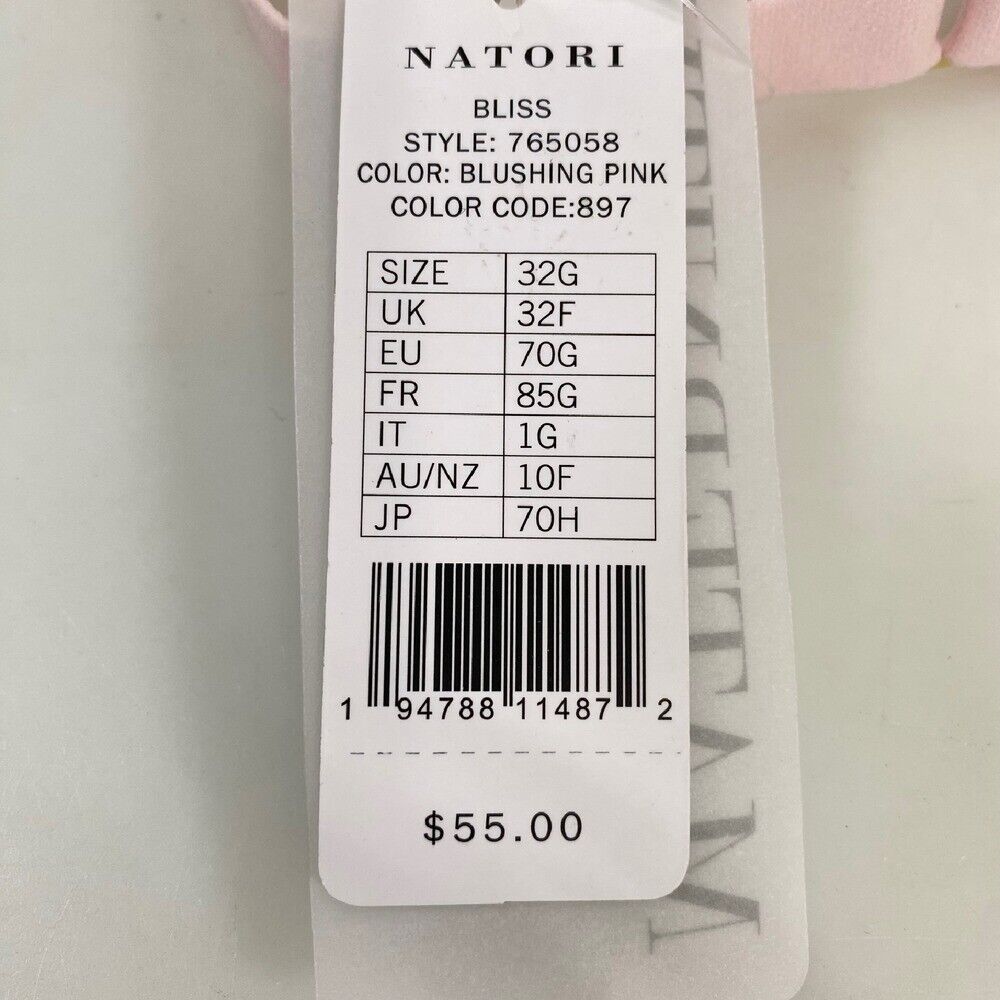 NATORI
BLISS
STYLE: 765058
COLOR: BLUSHING PINK
COLOR CODE:897
SIZE 32G
UK 32F
EU 70G
FR 85G
IT 1G
AU/NZ 10F
JP 70H
1 94788 11487 2
$55.00